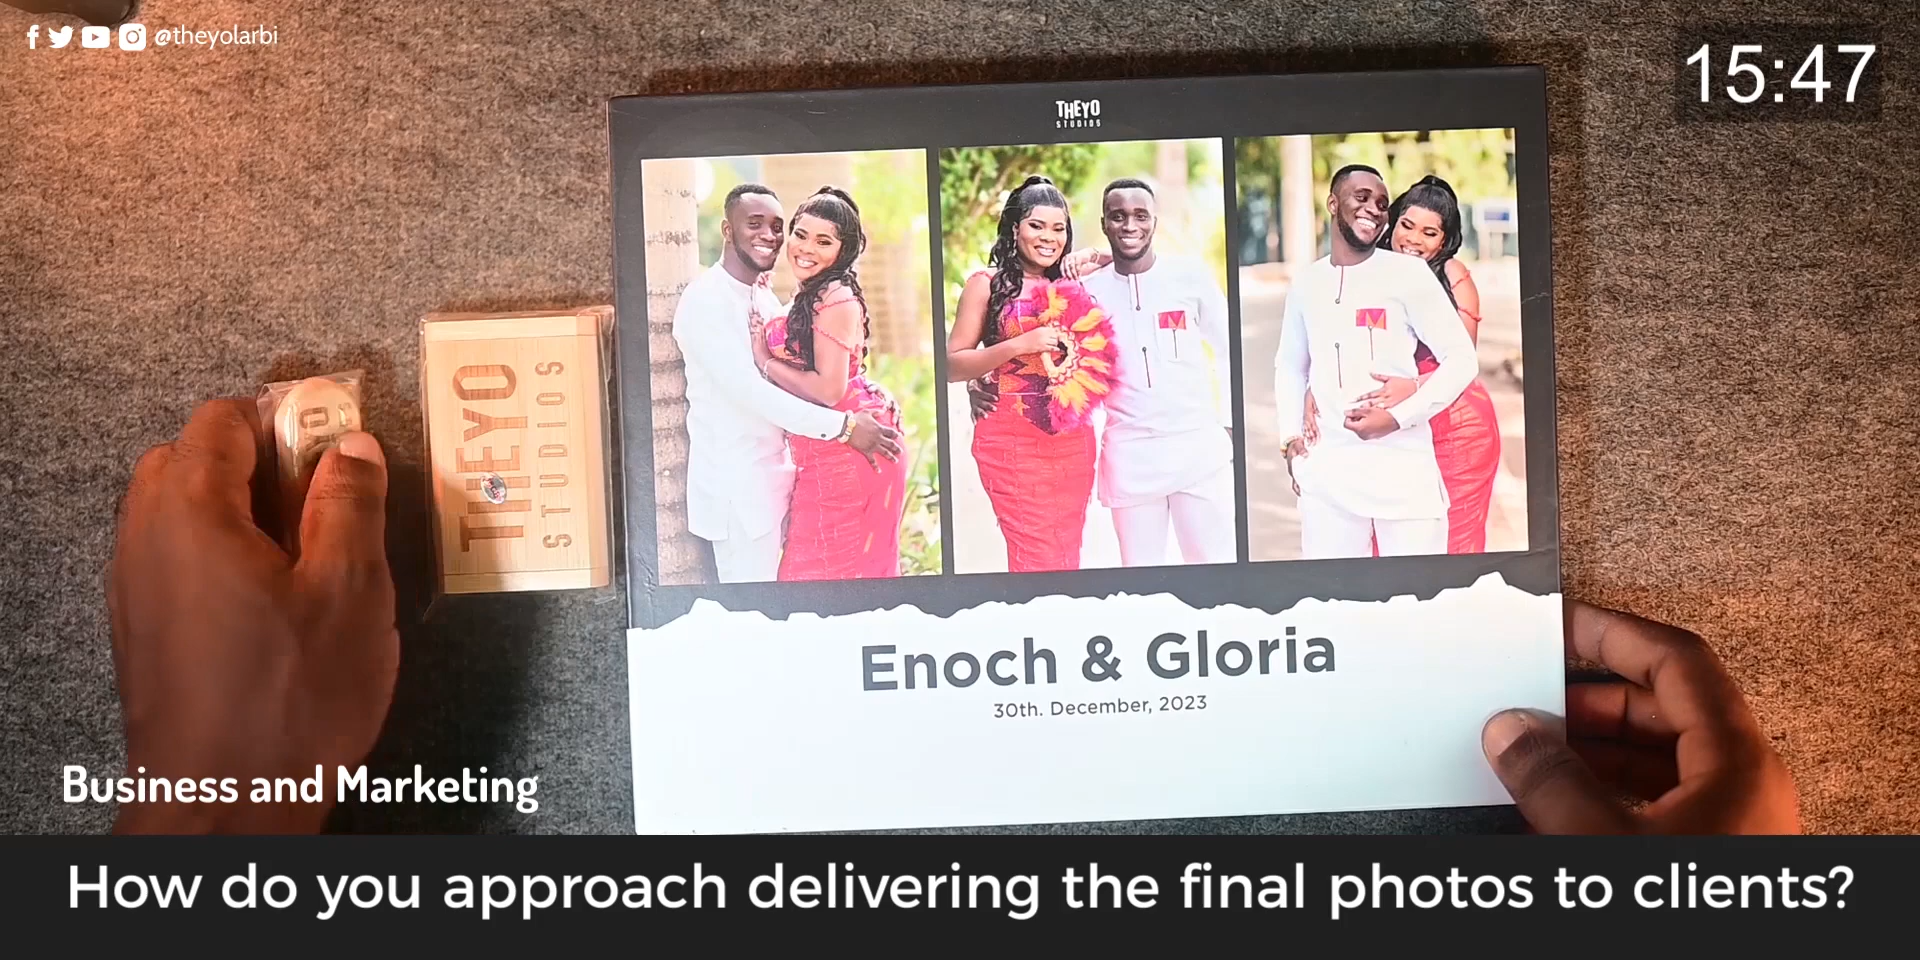 @theyolarbi
15:47
THEYO
STUDIOS
THEYO
STUDIOS
Enoch & Gloria
30th. December, 2023
Business and Marketing
How do you approach delivering the final photos to clients?